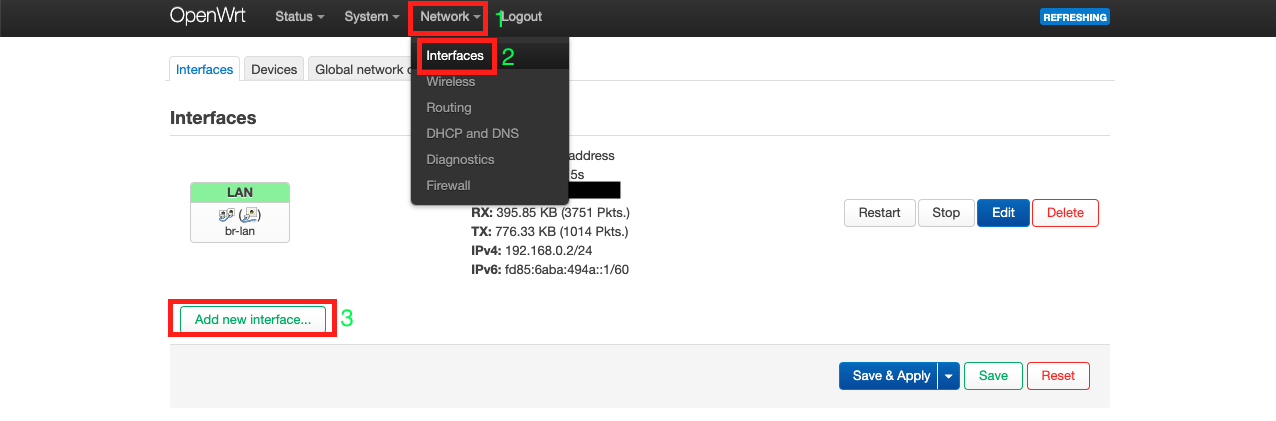 OpenWrt Status System Network 1 Logout REFRESHING
Interfaces 2
Wireless
Routing
DHCP and DNS
Diagnostics
Firewall
Interfaces Devices Global network
Interfaces
LAN
br-lan
address
5s
RX: 395.85 KB (3751 Pkts.)
TX: 776.33 KB (1014 Pkts.)
IPv4: 192.168.0.2/24
IPv6: fd85:6aba:494a::1/60
Restart Stop Edit Delete
Add new interface... 3
Save & Apply Save Reset